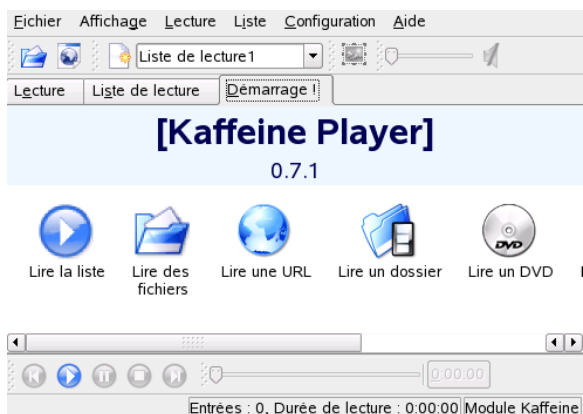 Fichier Affichage Lecture Liste Configuration Aide
Liste de lecture1
Lecture Liste de lecture Démarrage !
[Kaffeine Player]
0.7.1
Lire la liste
Lire des fichiers
Lire une URL
Lire un dossier
Lire un DVD
DVD
0:00:00
Entrées : 0, Durée de lecture : 0:00:00 Module Kaffeine